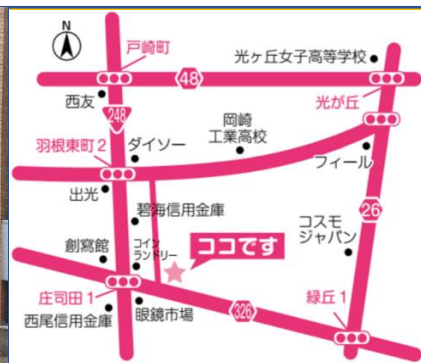 N
戸崎町
光ヶ丘女子高等学校
48
西友
光が丘
248
羽根東町2
ダイソー
岡崎
工業高校
フィール
出光
碧海信用金庫
26
コスモ
ジャパン
創寫館
コイン
ランドリー
ココです
庄司田1
緑丘1
326
西尾信用金庫
眼鏡市場